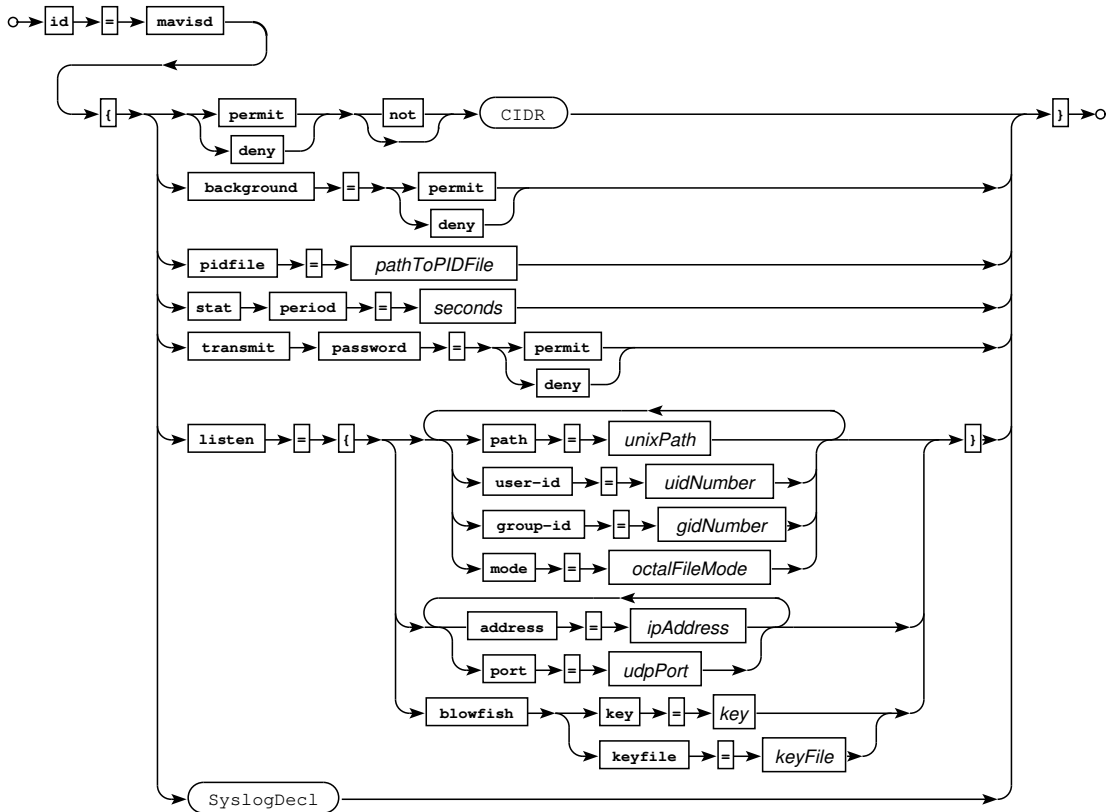 id = mavisd
{ permit not CIDR }
deny
background = permit
deny
pidfile = pathToPIDFile
stat period = seconds
transmit password = permit
deny
listen = { path = unixPath }
user-id = uidNumber
group-id = gidNumber
mode = octalFileMode
address = ipAddress
port = udpPort
blowfish key = key
keyfile = keyFile
SyslogDecl